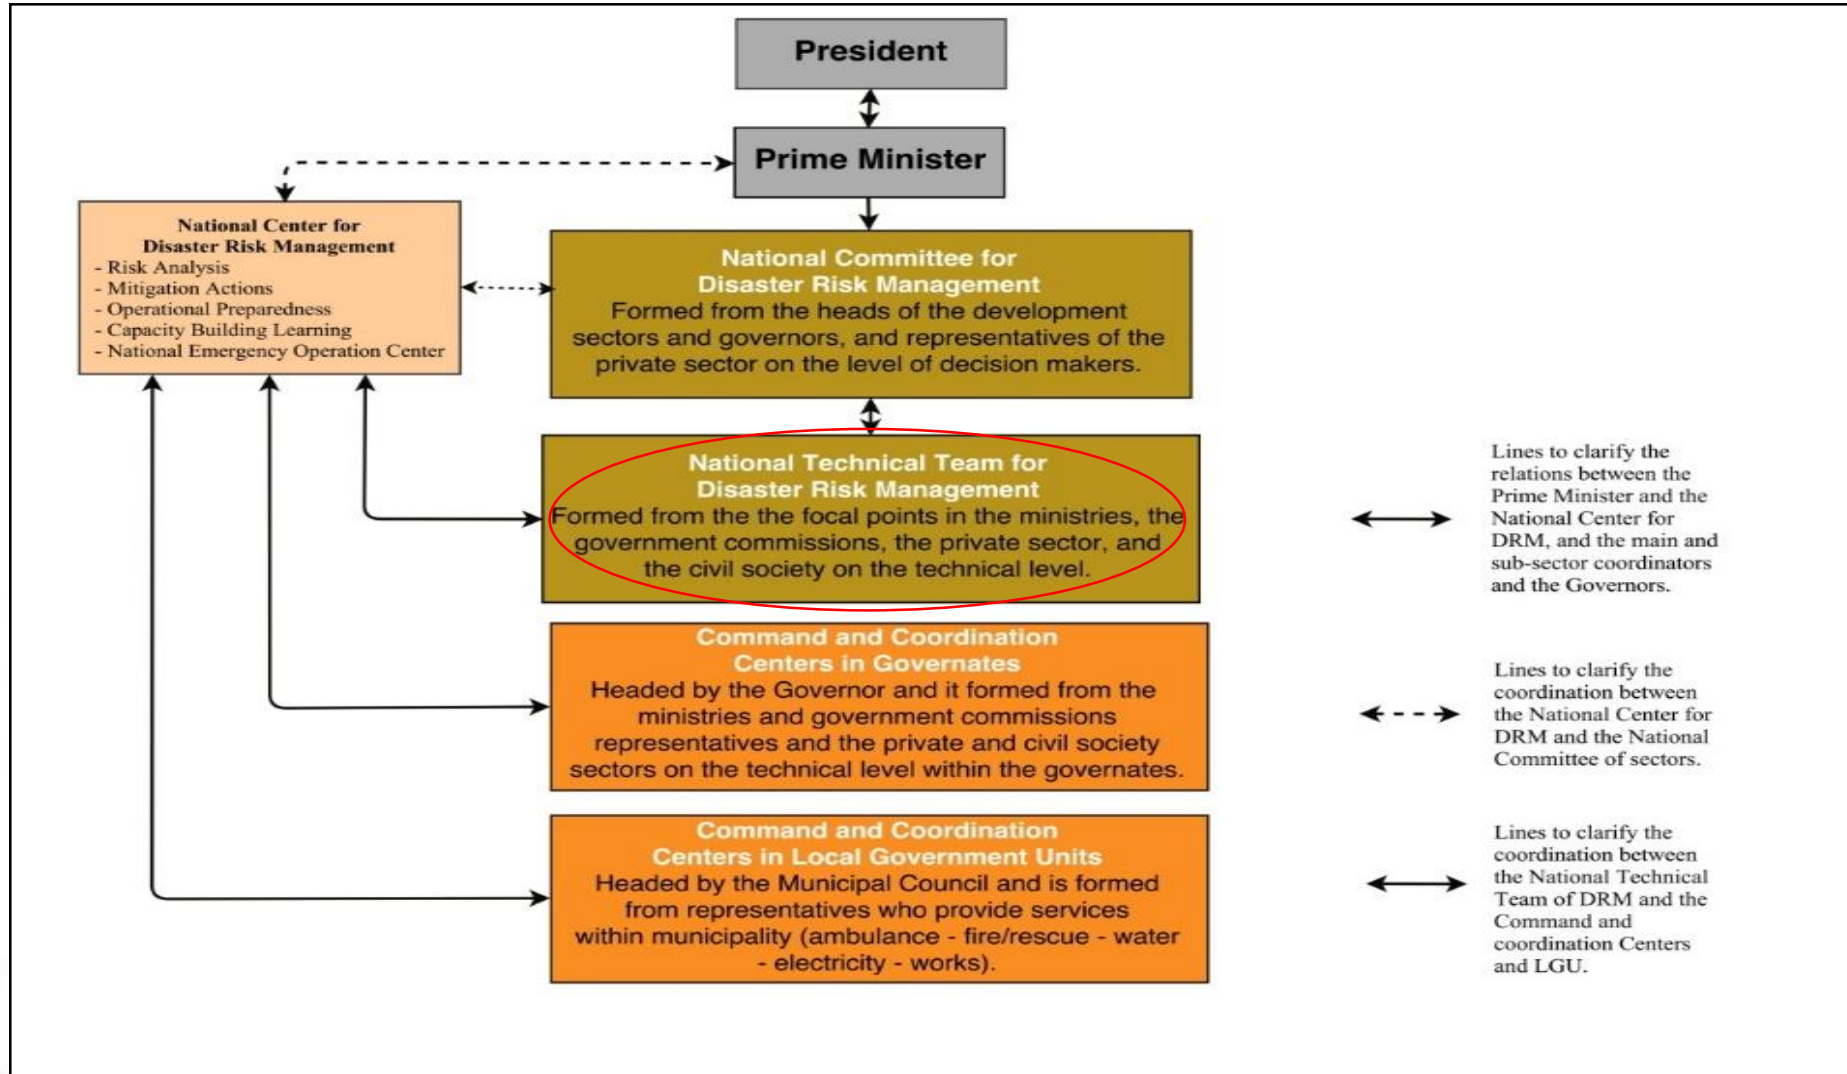 President
Prime Minister
National Center for
Disaster Risk Management
- Risk Analysis
- Mitigation Actions
- Operational Preparedness
- Capacity Building Learning
- National Emergency Operation Center
National Committee for
Disaster Risk Management
Formed from the heads of the development
sectors and governors, and representatives of the
private sector on the level of decision makers.
National Technical Team for
Disaster Risk Management
Formed from the the focal points in the ministries, the
government commissions, the private sector, and
the civil society on the technical level.
Command and Coordination
Centers in Governates
Headed by the Governor and it formed from the
ministries and government commissions
representatives and the private and civil society
sectors on the technical level within the governates.
Command and Coordination
Centers in Local Government Units
Headed by the Municipal Council and is formed
from representatives who provide services
within municipality (ambulance - fire/rescue - water
- electricity - works).
Lines to clarify the
relations between the
Prime Minister and the
National Center for
DRM, and the main and
sub-sector coordinators
and the Governors.
Lines to clarify the
coordination between
the National Center for
DRM and the National
Committee of sectors.
Lines to clarify the
coordination between
the National Technical
Team of DRM and the
Command and
coordination Centers
and LGU.